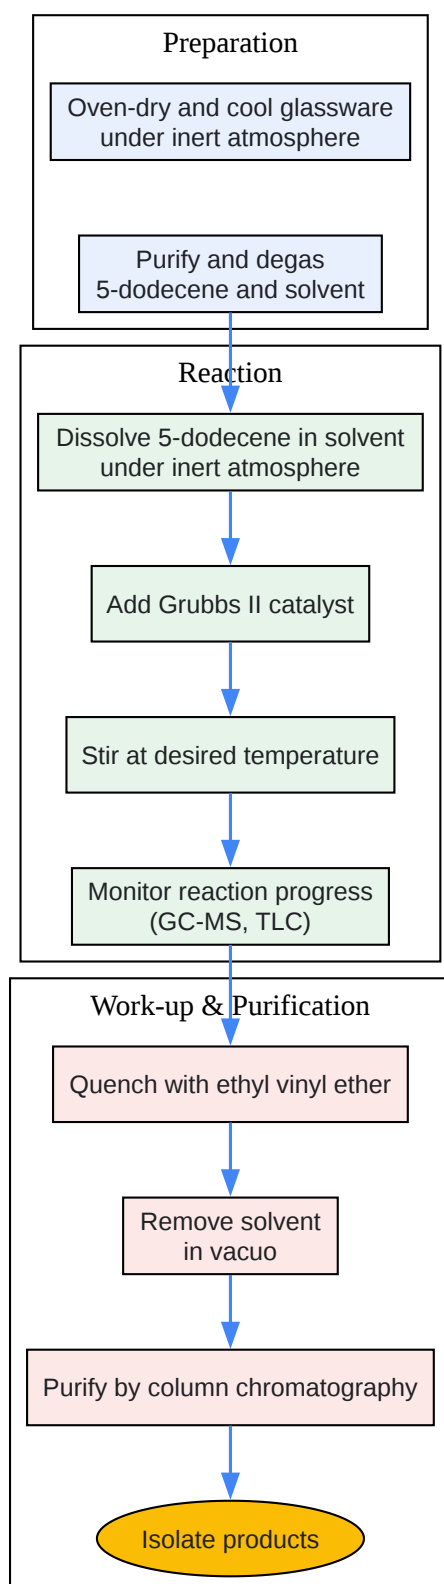 Preparation
Oven-dry and cool glassware
under inert atmosphere
Purify and degas
5-dodecene and solvent
Reaction
Dissolve 5-dodecene in solvent
under inert atmosphere
Add Grubbs II catalyst
Stir at desired temperature
Monitor reaction progress
(GC-MS, TLC)
Work-up & Purification
Quench with ethyl vinyl ether
Remove solvent
in vacuo
Purify by column chromatography
Isolate products